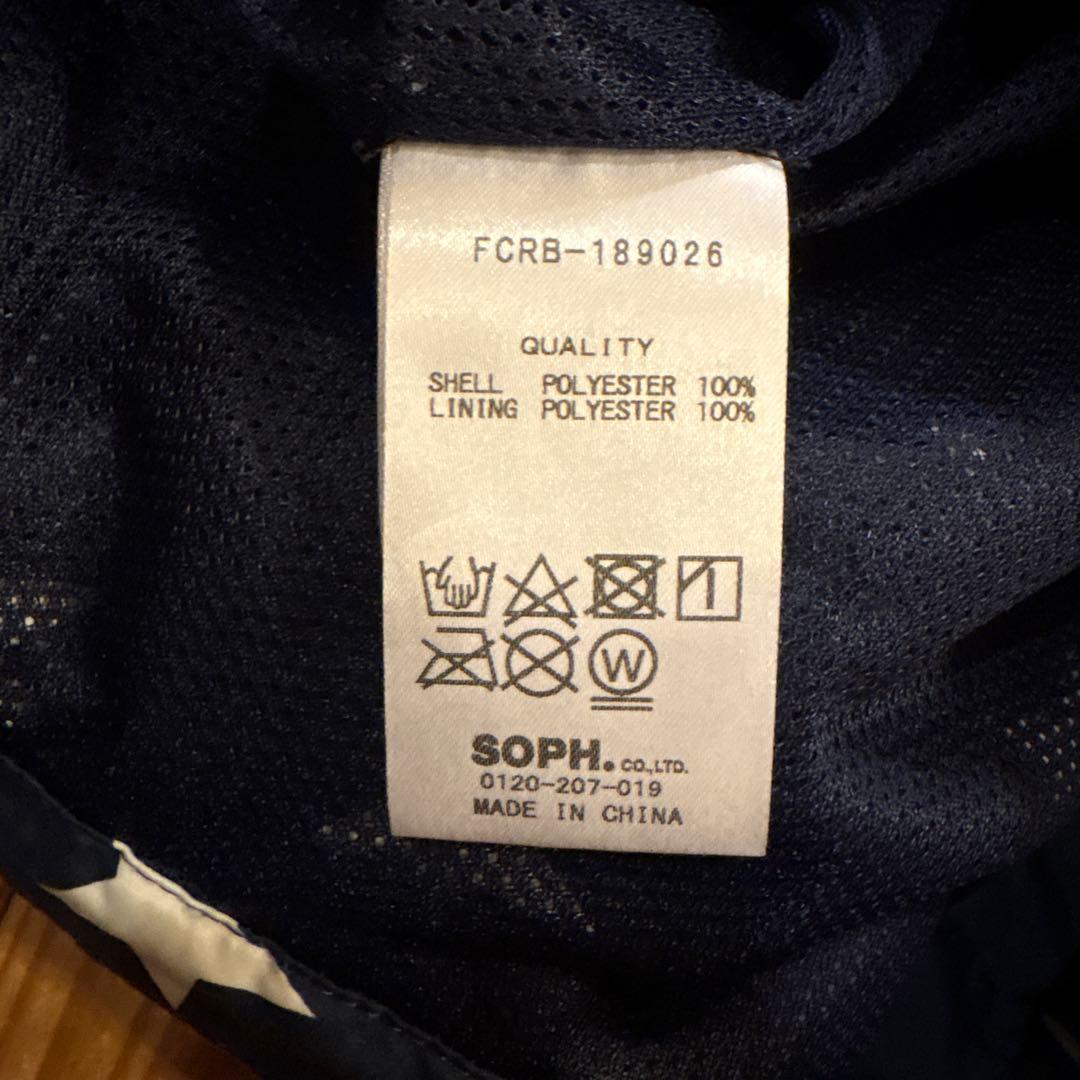 FCRB-189026
QUALITY
SHELL POLYESTER 100%
LINING POLYESTER 100%
W
SOPH. CO.,LTD.
0120-207-019
MADE IN CHINA